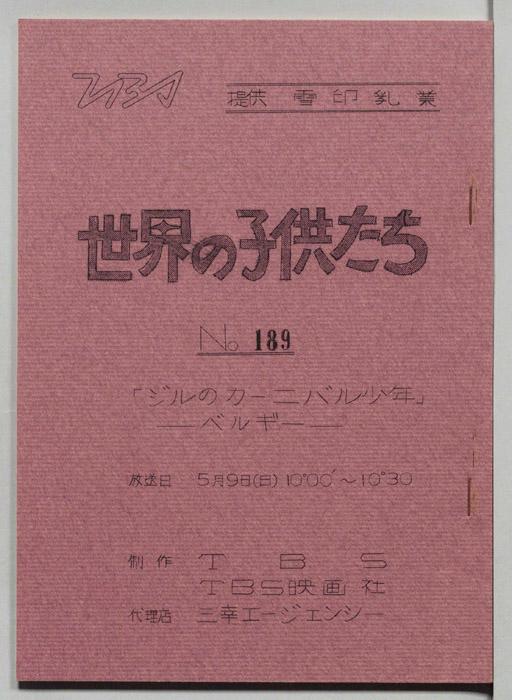 提供 雪印乳業
世界の子供たち
No 189
「ジルのカーニバル少年」
―ベルギー―
放送日 5月9日(日) 10°00′～10°30
制作 TBS
TBS映画社
代理店 三幸エージェンシー